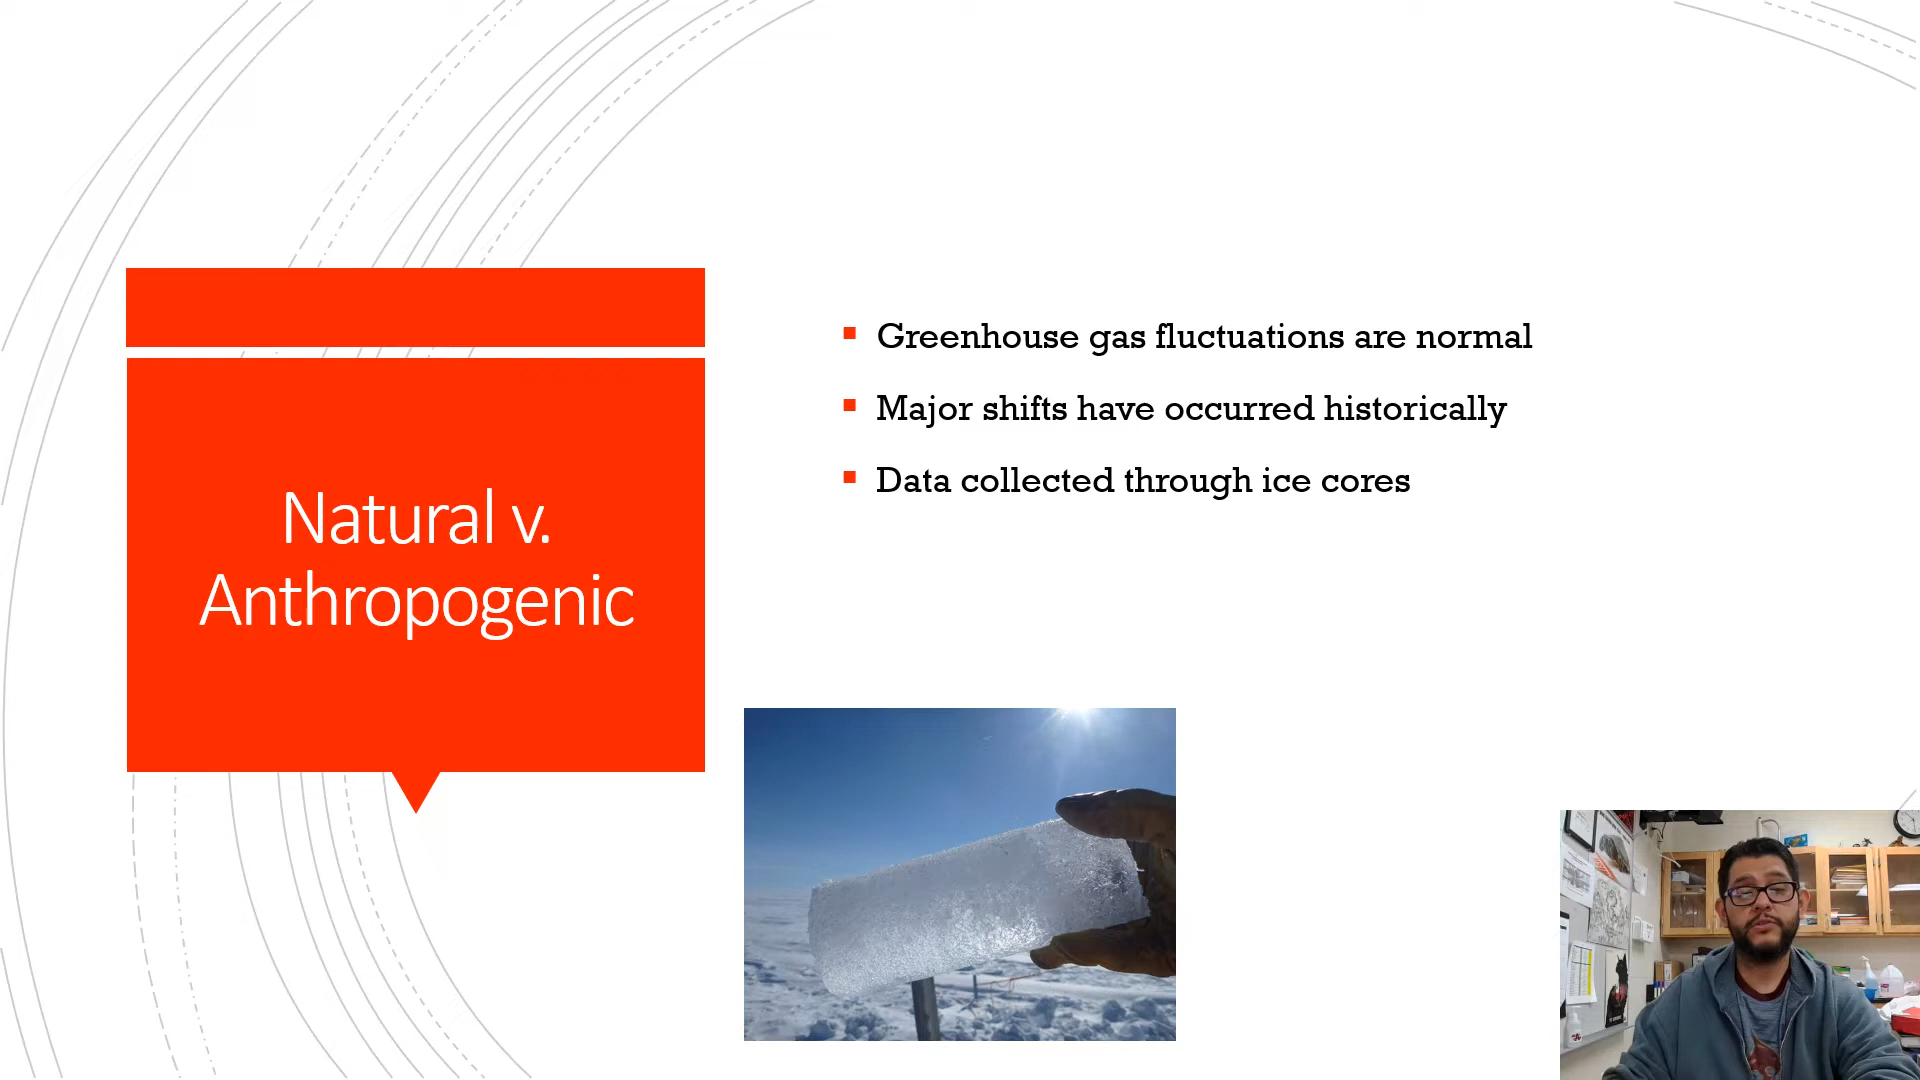 Natural v.
Anthropogenic
Greenhouse gas fluctuations are normal
Major shifts have occurred historically
Data collected through ice cores